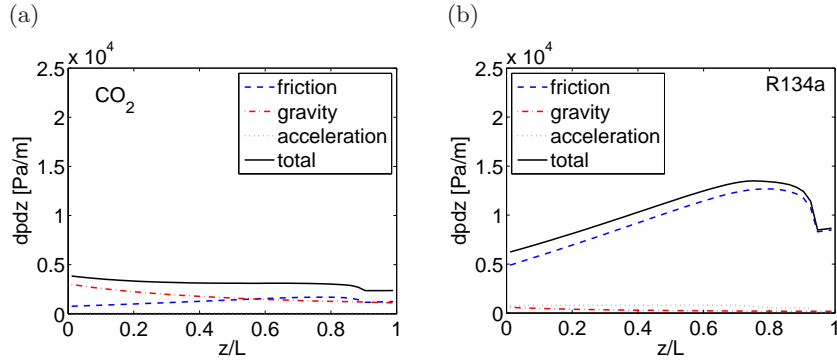 (a)
x 10^4
2.5
2
1.5
1
0.5
0
0 0.2 0.4 0.6 0.8 1
dpdz [Pa/m]
z/L
CO_2
friction
gravity
acceleration
total
(b)
x 10^4
2.5
2
1.5
1
0.5
0
0 0.2 0.4 0.6 0.8 1
dpdz [Pa/m]
z/L
R134a
friction
gravity
acceleration
total